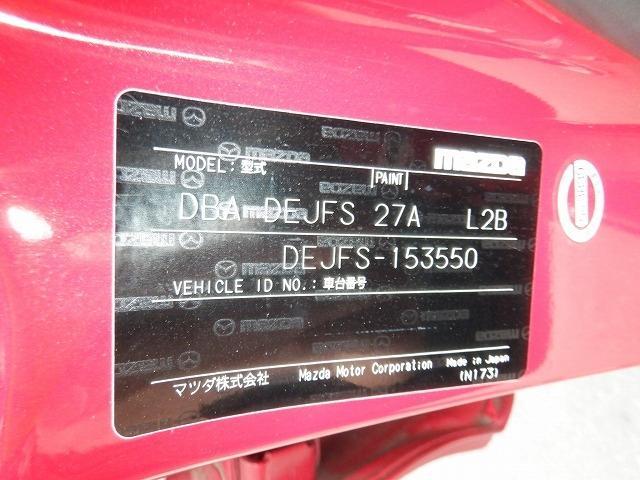 mazda
MODEL:型式
PAINT
DBA-DEJFS 27A L2B
DEJFS-153550
VEHICLE ID NO.:車台番号
マツダ株式会社 Mazda Motor Corporation Made in Japan
(N173)